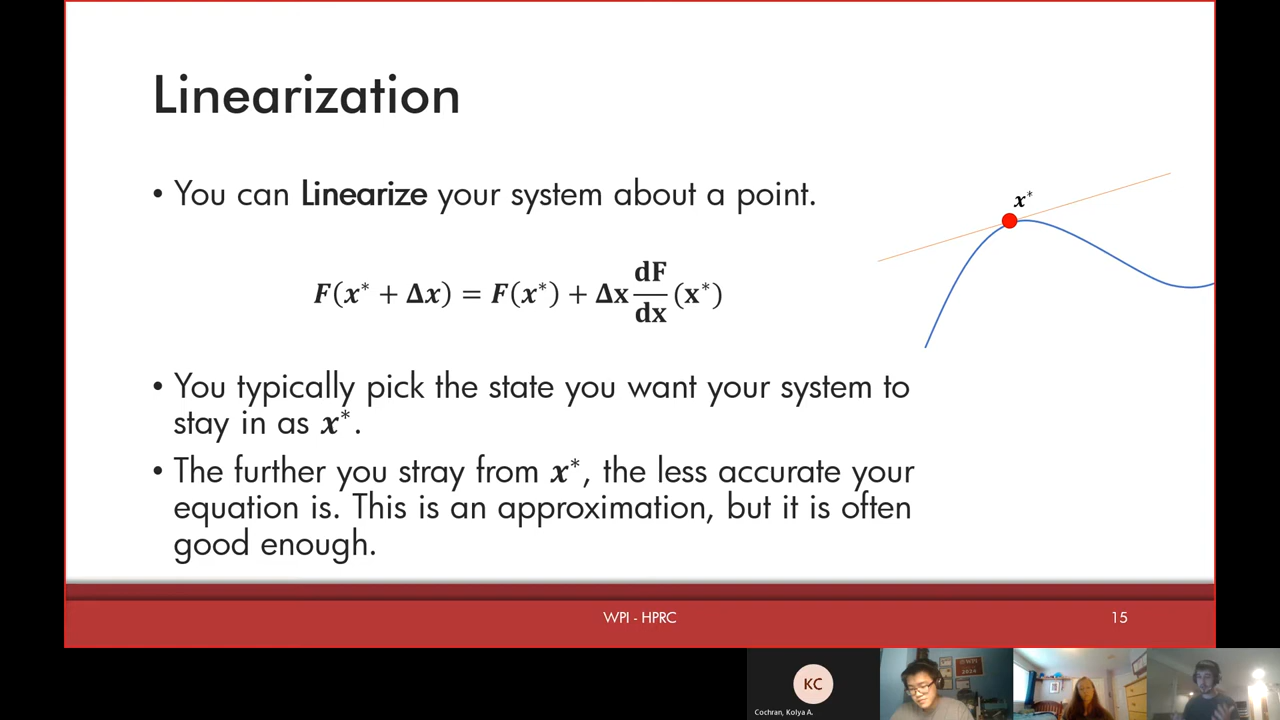 Linearization
• You can Linearize your system about a point.
x*
F(x* + Δx) = F(x*) + Δx dF/dx (x*)
• You typically pick the state you want your system to
stay in as x*.
• The further you stray from x*, the less accurate your
equation is. This is an approximation, but it is often
good enough.
WPI - HPRC
15
KC
Cochran, Kolya A.
WPI
2024